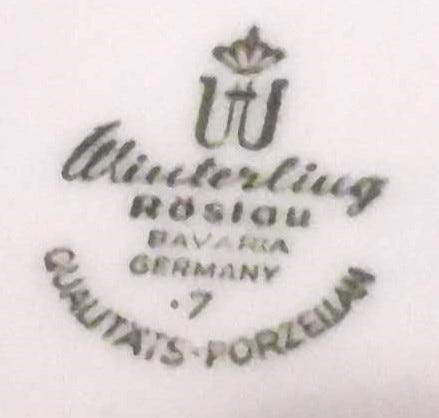 W
Winterling
Röslau
BAVARIA
GERMANY
.7
QUALITÄTS-PORZELLAN